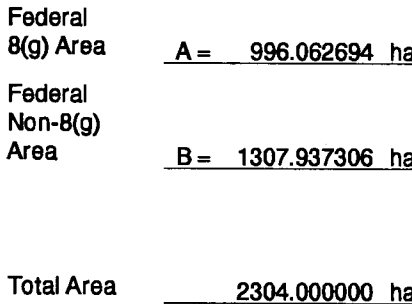 Federal
8(g) Area A = 996.062694 ha
Federal
Non-8(g)
Area B = 1307.937306 ha
Total Area 2304.000000 ha